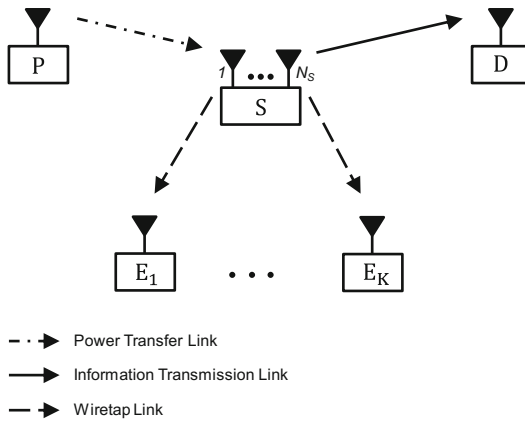 P
D
1 ••• N_S
S
E_1 • • • E_K
Power Transfer Link
Information Transmission Link
Wiretap Link